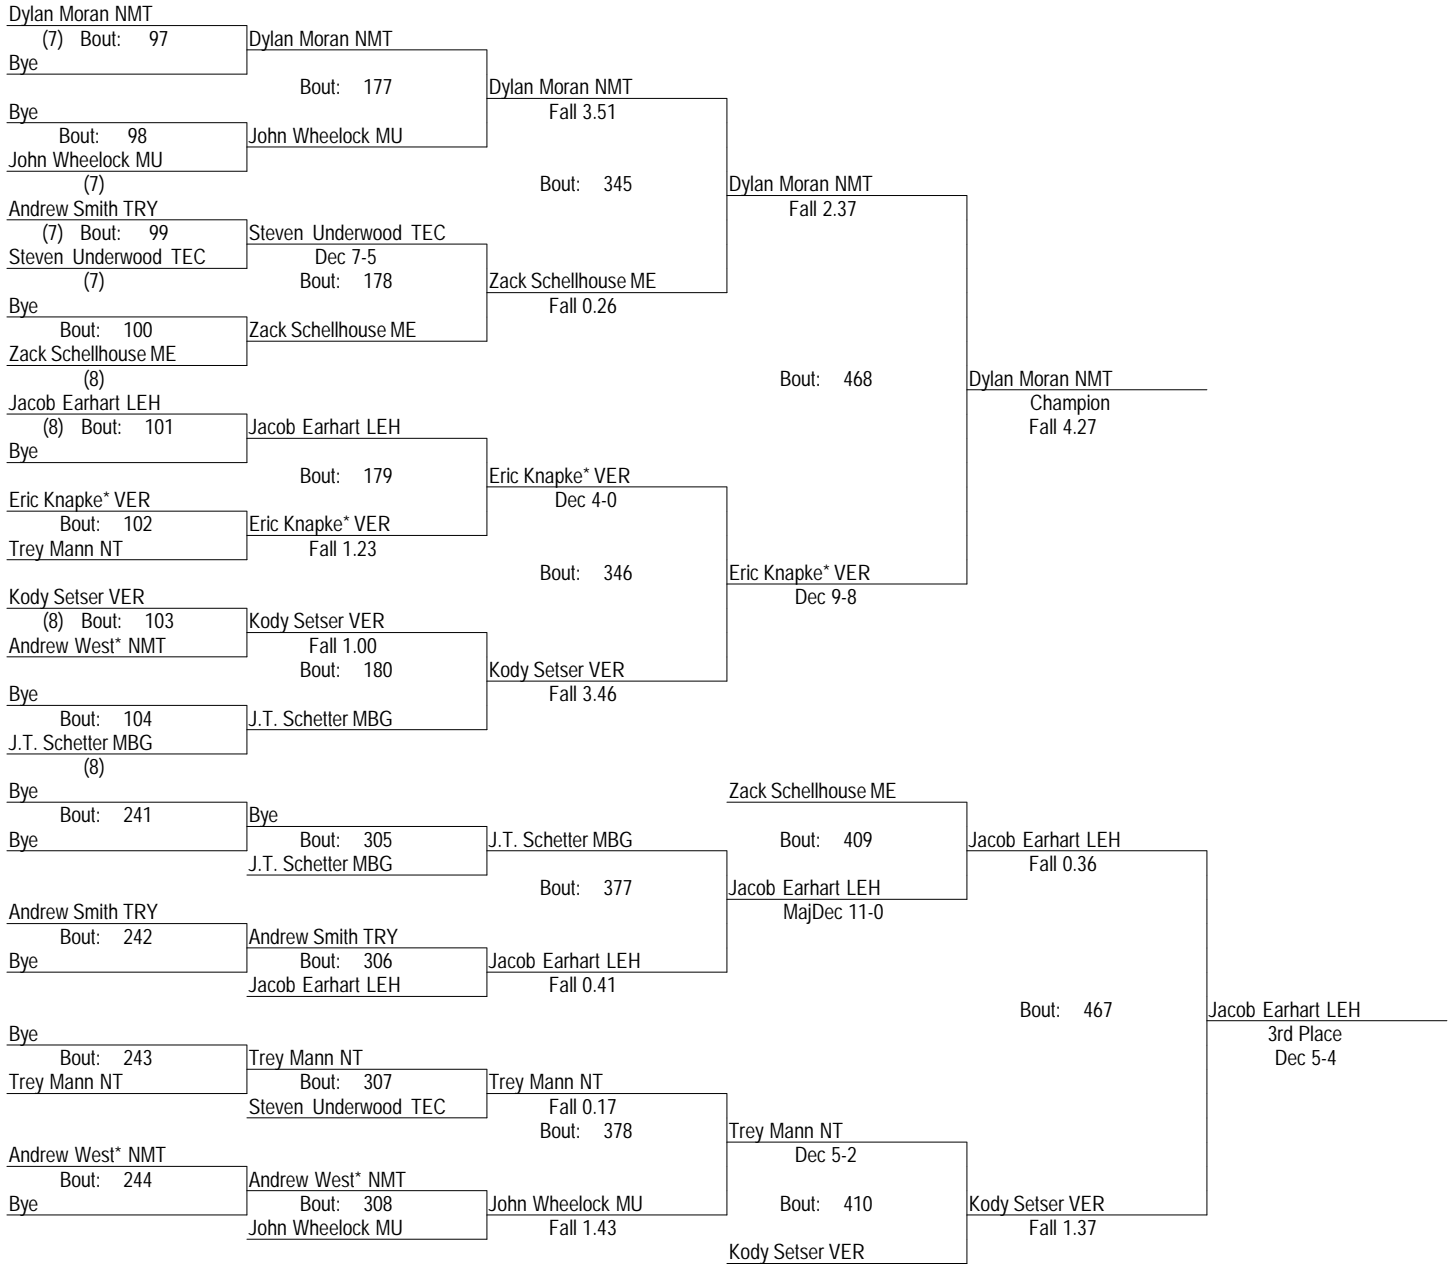 Dylan Moran NMT
(7) Bout: 97
Dylan Moran NMT
Bye
Bout: 177
Dylan Moran NMT
Bye
Fall 3.51
Bout: 98
John Wheelock MU
John Wheelock MU
(7)
Bout: 345
Dylan Moran NMT
Andrew Smith TRY
Fall 2.37
(7) Bout: 99
Steven Underwood TEC
Steven Underwood TEC
Dec 7-5
(7)
Bout: 178
Zack Schellhouse ME
Bye
Fall 0.26
Bout: 100
Zack Schellhouse ME
Zack Schellhouse ME
(8)
Bout: 468
Dylan Moran NMT
Jacob Earhart LEH
Champion
(8) Bout: 101
Jacob Earhart LEH
Fall 4.27
Bye
Bout: 179
Eric Knapke* VER
Eric Knapke* VER
Dec 4-0
Bout: 102
Eric Knapke* VER
Trey Mann NT
Fall 1.23
Bout: 346
Eric Knapke* VER
Kody Setser VER
Dec 9-8
(8) Bout: 103
Kody Setser VER
Andrew West* NMT
Fall 1.00
Bout: 180
Kody Setser VER
Bye
Fall 3.46
Bout: 104
J.T. Schetter MBG
J.T. Schetter MBG
(8)
Bye
Zack Schellhouse ME
Bout: 241
Bye
Bye
Bout: 305
J.T. Schetter MBG
Bout: 409
Jacob Earhart LEH
J.T. Schetter MBG
Fall 0.36
Bout: 377
Jacob Earhart LEH
Andrew Smith TRY
MajDec 11-0
Bout: 242
Andrew Smith TRY
Bye
Bout: 306
Jacob Earhart LEH
Jacob Earhart LEH
Fall 0.41
Bout: 467
Jacob Earhart LEH
Bye
3rd Place
Bout: 243
Trey Mann NT
Dec 5-4
Trey Mann NT
Bout: 307
Trey Mann NT
Steven Underwood TEC
Fall 0.17
Bout: 378
Trey Mann NT
Andrew West* NMT
Dec 5-2
Bout: 244
Andrew West* NMT
Bye
Bout: 308
John Wheelock MU
Bout: 410
Kody Setser VER
John Wheelock MU
Fall 1.43
Fall 1.37
Kody Setser VER